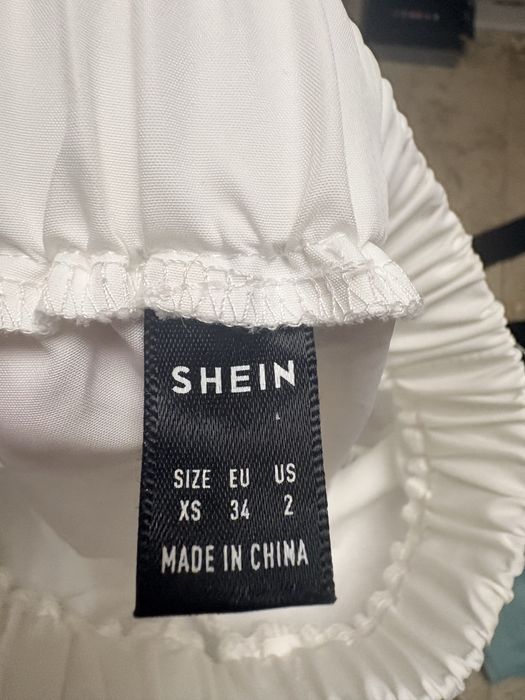 SHEIN
SIZE EU US
XS 34 2
MADE IN CHINA